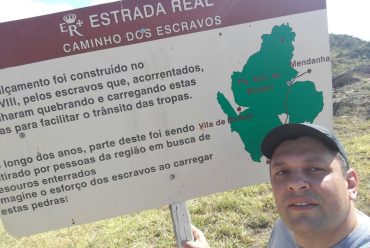 ER
ESTRADA REAL
CAMINHO DOS ESCRAVOS
alçamento foi construído no
VIII, pelos escravos que, acorrentados,
lharam quebrando e carregando estas
as para facilitar o trânsito das tropas.
longo dos anos, parte deste foi sendo
etirado por pessoas da região em busca de
esouros enterrados
magine o esforço dos escravos ao carregar
estas pedras!
Mendanha
Vila de